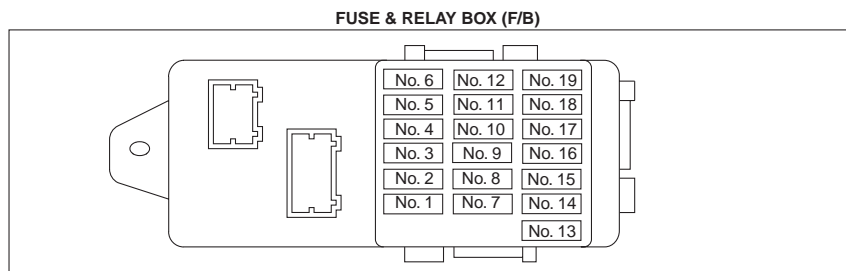 FUSE & RELAY BOX (F/B)
No. 6 No. 12 No. 19
No. 5 No. 11 No. 18
No. 4 No. 10 No. 17
No. 3 No. 9 No. 16
No. 2 No. 8 No. 15
No. 1 No. 7 No. 14
No. 13